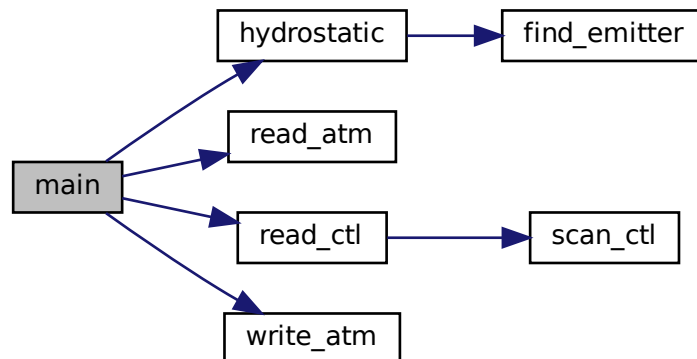 hydrostatic
find_emitter
read_atm
main
read_ctl
scan_ctl
write_atm